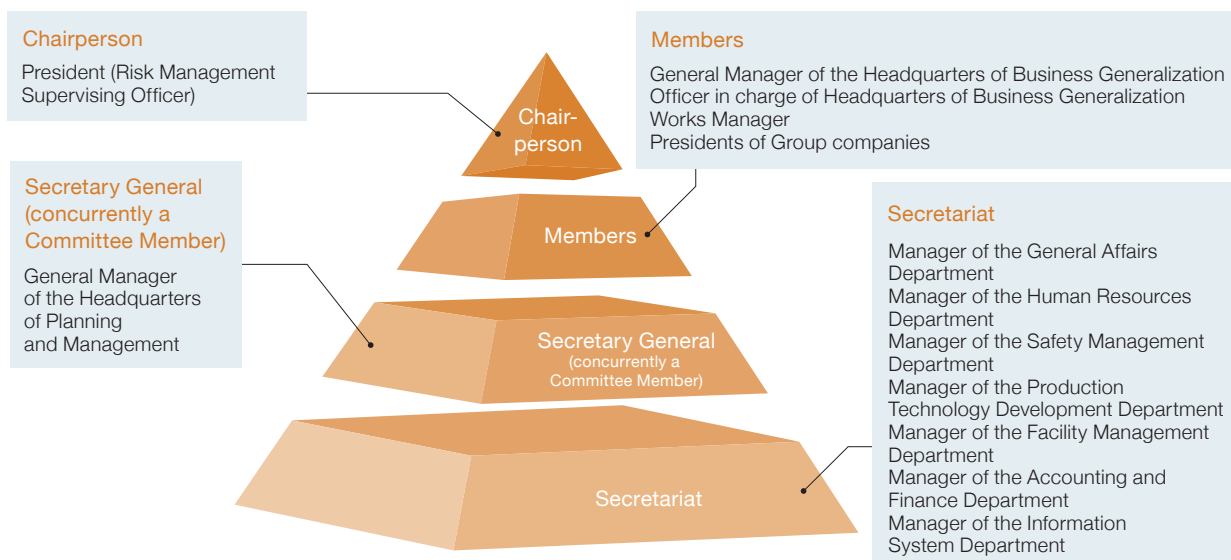 Chairperson
President (Risk Management
Supervising Officer)
Members
General Manager of the Headquarters of Business Generalization
Officer in charge of Headquarters of Business Generalization
Works Manager
Presidents of Group companies
Secretary General
(concurrently a
Committee Member)
General Manager
of the Headquarters
of Planning
and Management
Secretariat
Manager of the General Affairs
Department
Manager of the Human Resources
Department
Manager of the Safety Management
Department
Manager of the Production
Technology Development Department
Manager of the Facility Management
Department
Manager of the Accounting and
Finance Department
Manager of the Information
System Department
Chair-
person
Members
Secretary General
(concurrently a
Committee Member)
Secretariat